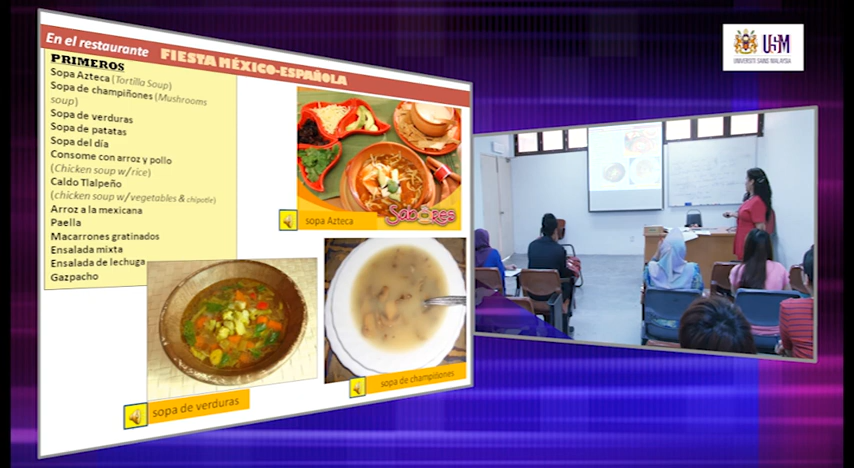 En el restaurante FIESTA MÉXICO-ESPAÑOLA
PRIMEROS
Sopa Azteca (Tortilla Soup)
Sopa de champiñones (Mushrooms
soup)
Sopa de verduras
Sopa de patatas
Sopa del día
Consome con arroz y pollo
(Chicken soup w/rice)
Caldo Tlalpeño
(chicken soup w/vegetables & chipotle)
Arroz a la mexicana
Paella
Macarrones gratinados
Ensalada mixta
Ensalada de lechuga
Gazpacho
sopa Azteca
sopa de verduras
sopa de champiñones
USM
UNIVERSITI SAINS MALAYSIA